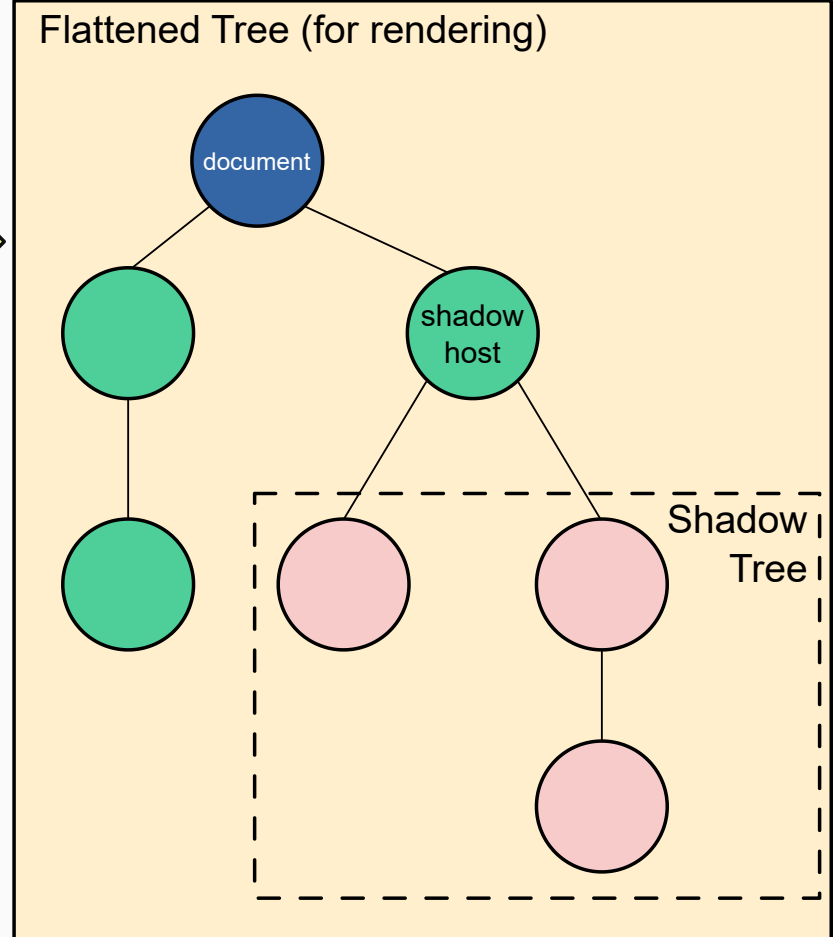 Flattened Tree (for rendering)
document
shadow
host
Shadow
Tree